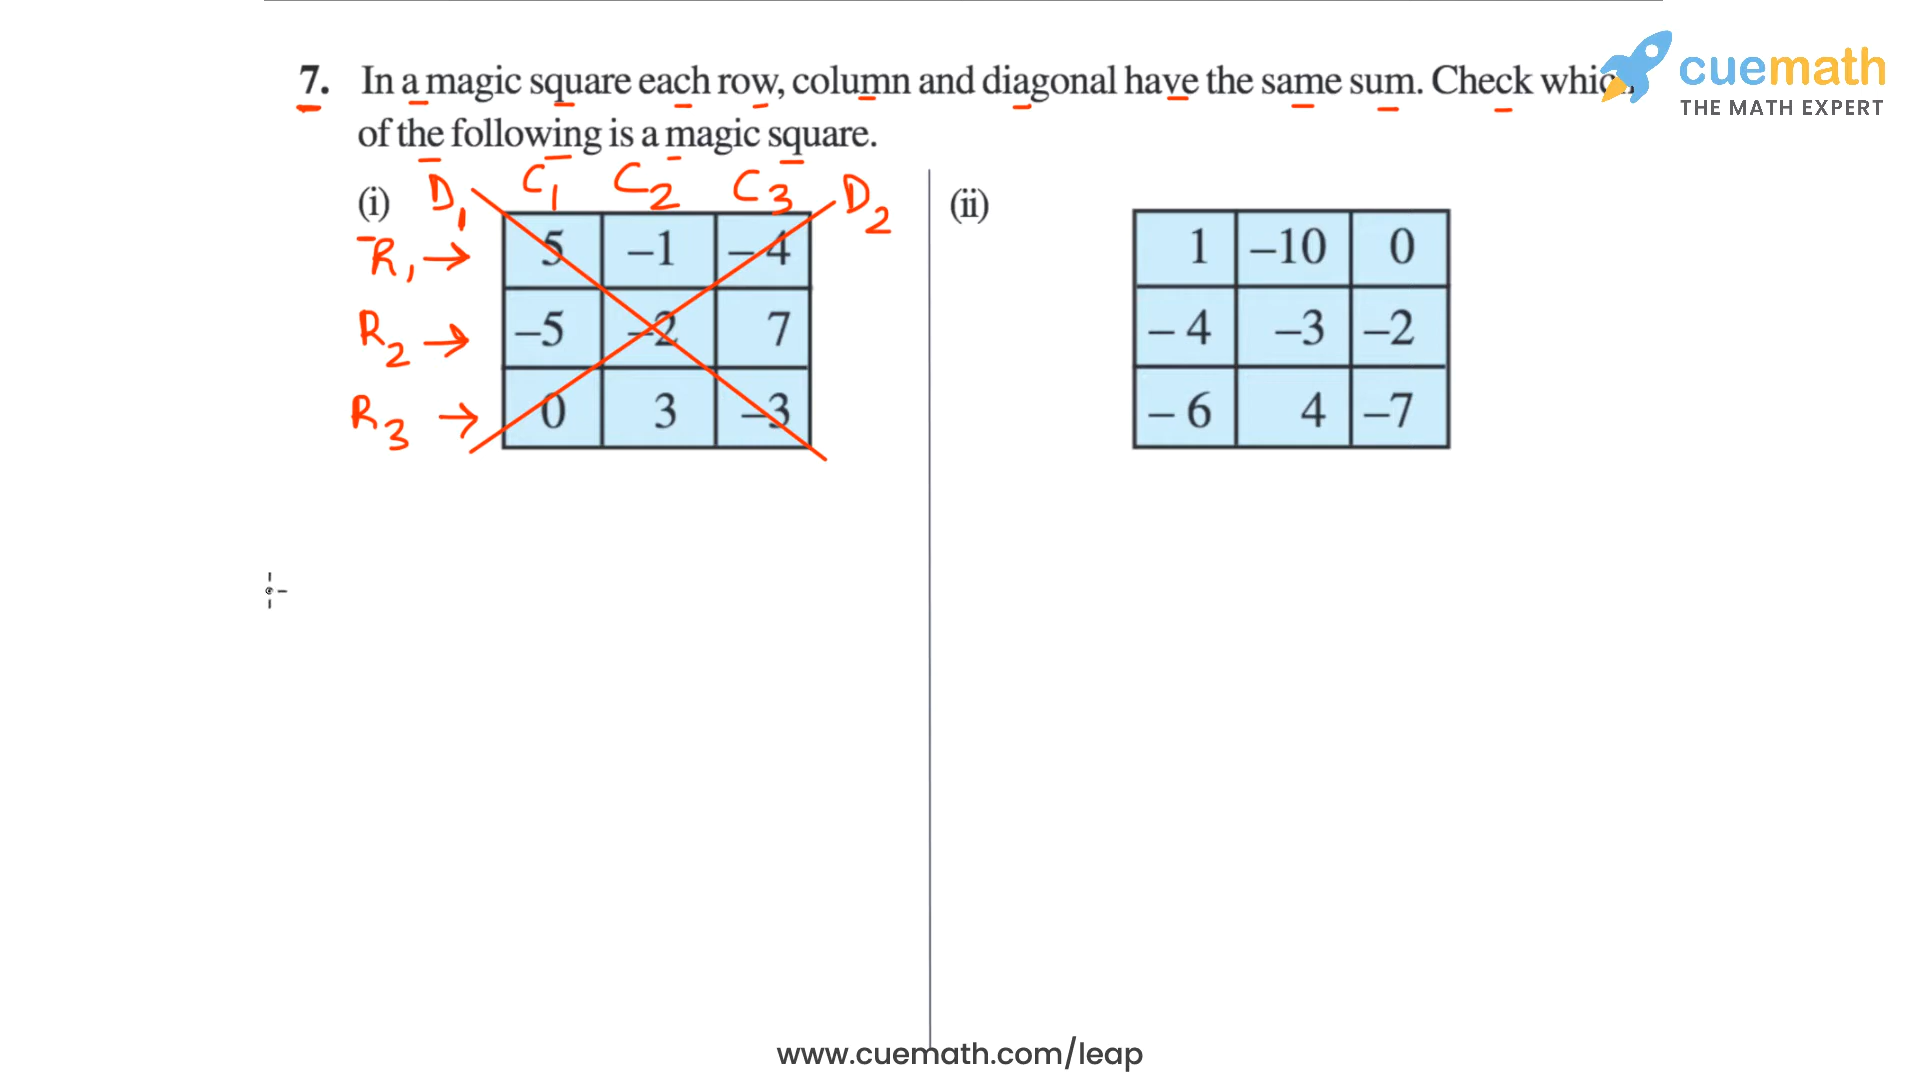 7. In a magic square each row, column and diagonal have the same sum. Check which
of the following is a magic square.
cuemath
THE MATH EXPERT
(i) D1 C1 C2 C3 D2
R1 → 5 –1 – 4
R2 → –5 –2 7
R3 → 0 3 –3
(ii)
1 –10 0
– 4 –3 –2
– 6 4 –7
www.cuemath.com/leap